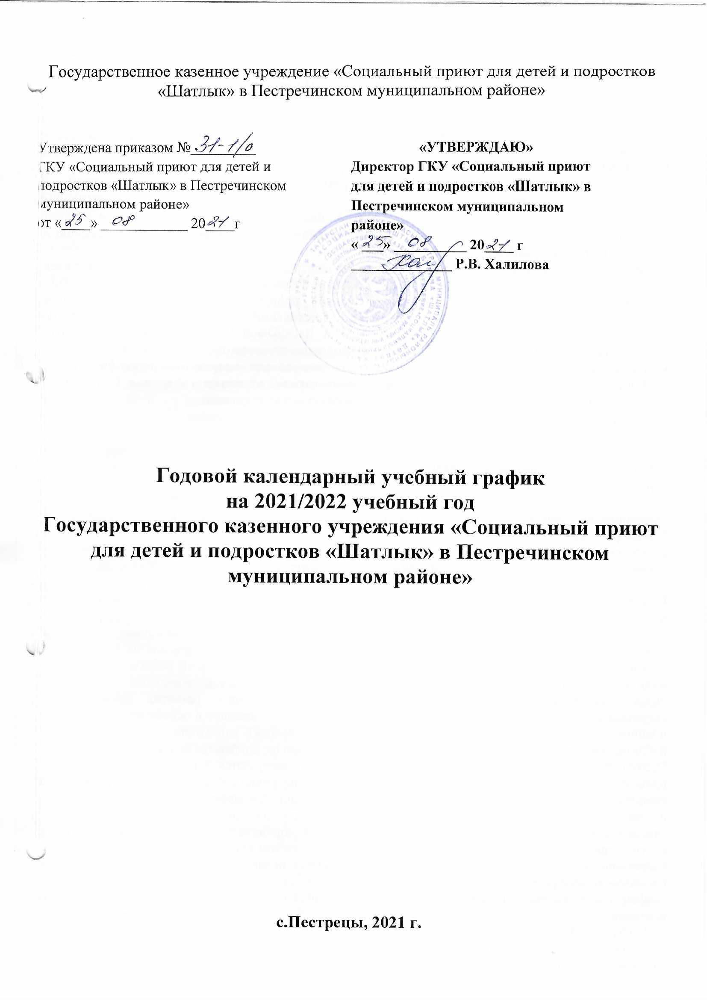 Государственное казенное учреждение «Социальный приют для детей и подростков
«Шатлык» в Пестречинском муниципальном районе»
Утверждена приказом № 31-1/о
ГКУ «Социальный приют для детей и
подростков «Шатлык» в Пестречинском
муниципальном районе»
от «25» 08 2021 г
«УТВЕРЖДАЮ»
Директор ГКУ «Социальный приют
для детей и подростков «Шатлык» в
Пестречинском муниципальном
районе»
«25» 08 2021 г
Р.В. Халилова
Годовой календарный учебный график
на 2021/2022 учебный год
Государственного казенного учреждения «Социальный приют
для детей и подростков «Шатлык» в Пестречинском
муниципальном районе»
с.Пестрецы, 2021 г.